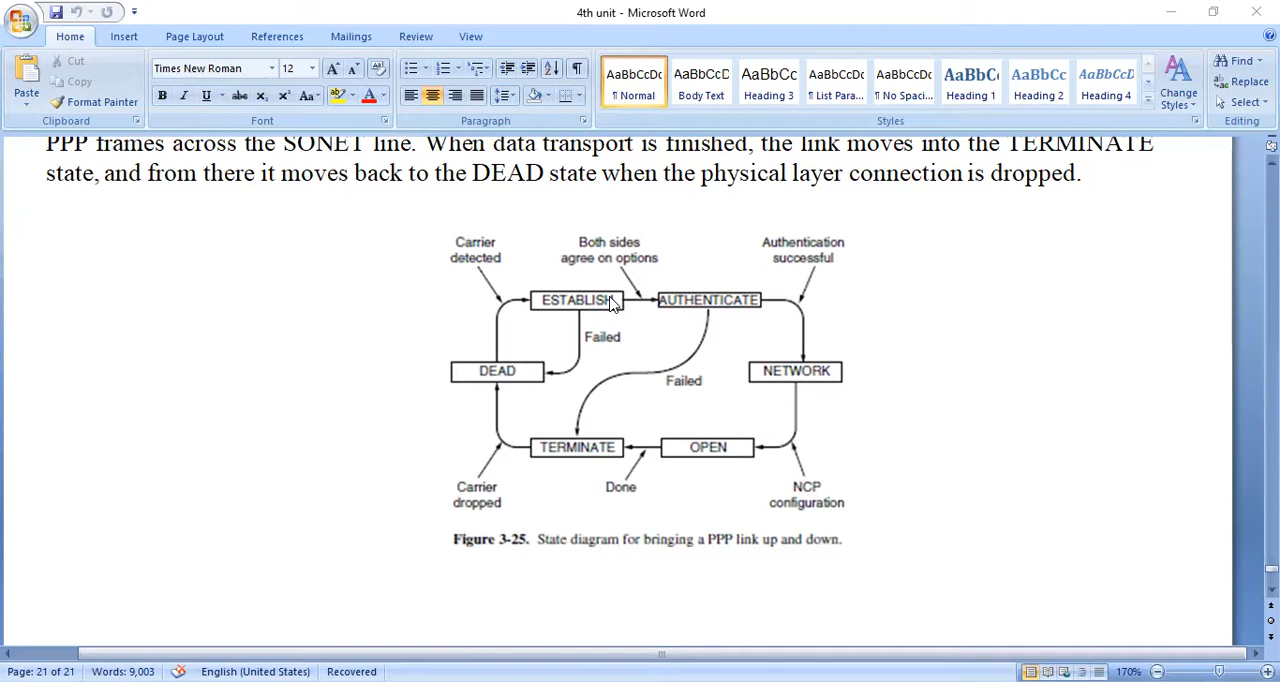 4th unit - Microsoft Word
Home Insert Page Layout References Mailings Review View
Paste
Cut
Copy
Format Painter
Clipboard
Times New Roman 12
Font
Paragraph
AaBbCcDc AaBbCcD AaBbCc AaBbCcDc AaBbCcDc AaBbCc AaBbCc AaBbCcD
¶ Normal Body Text Heading 3 ¶ List Para... ¶ No Spaci... Heading 1 Heading 2 Heading 4
Styles
Change
Styles
Find
Replace
Select
Editing
PPP frames across the SONET line. When data transport is finished, the link moves into the TERMINATE
state, and from there it moves back to the DEAD state when the physical layer connection is dropped.
Carrier
detected
Both sides
agree on options
Authentication
successful
ESTABLISH
AUTHENTICATE
Failed
DEAD
Failed
NETWORK
TERMINATE
OPEN
Carrier
dropped
Done
NCP
configuration
Figure 3-25. State diagram for bringing a PPP link up and down.
Page: 21 of 21 Words: 9,003 English (United States) Recovered 170%